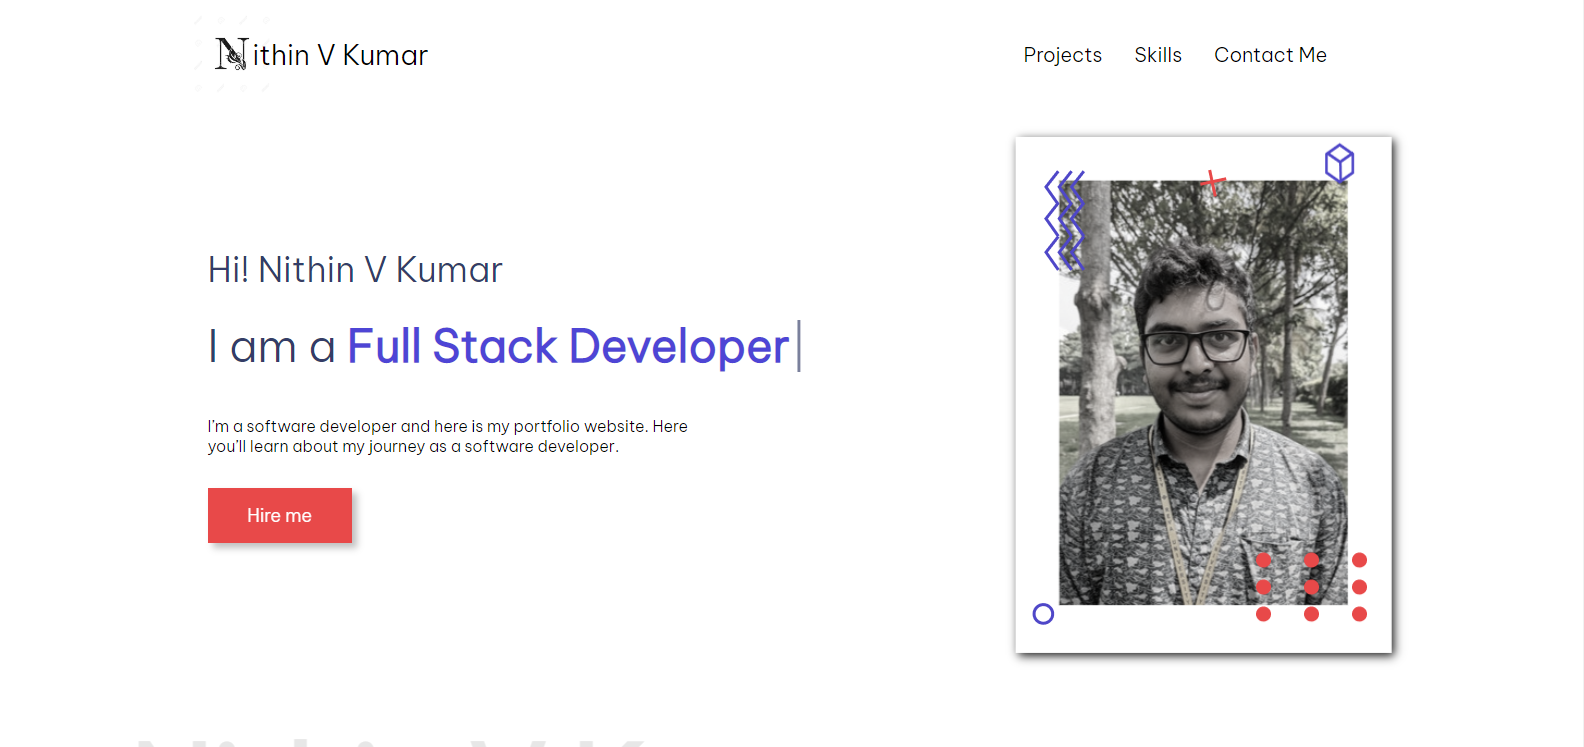 Nithin V Kumar
Projects Skills Contact Me
Hi! Nithin V Kumar
I am a Full Stack Developer
I'm a software developer and here is my portfolio website. Here
you'll learn about my journey as a software developer.
Hire me